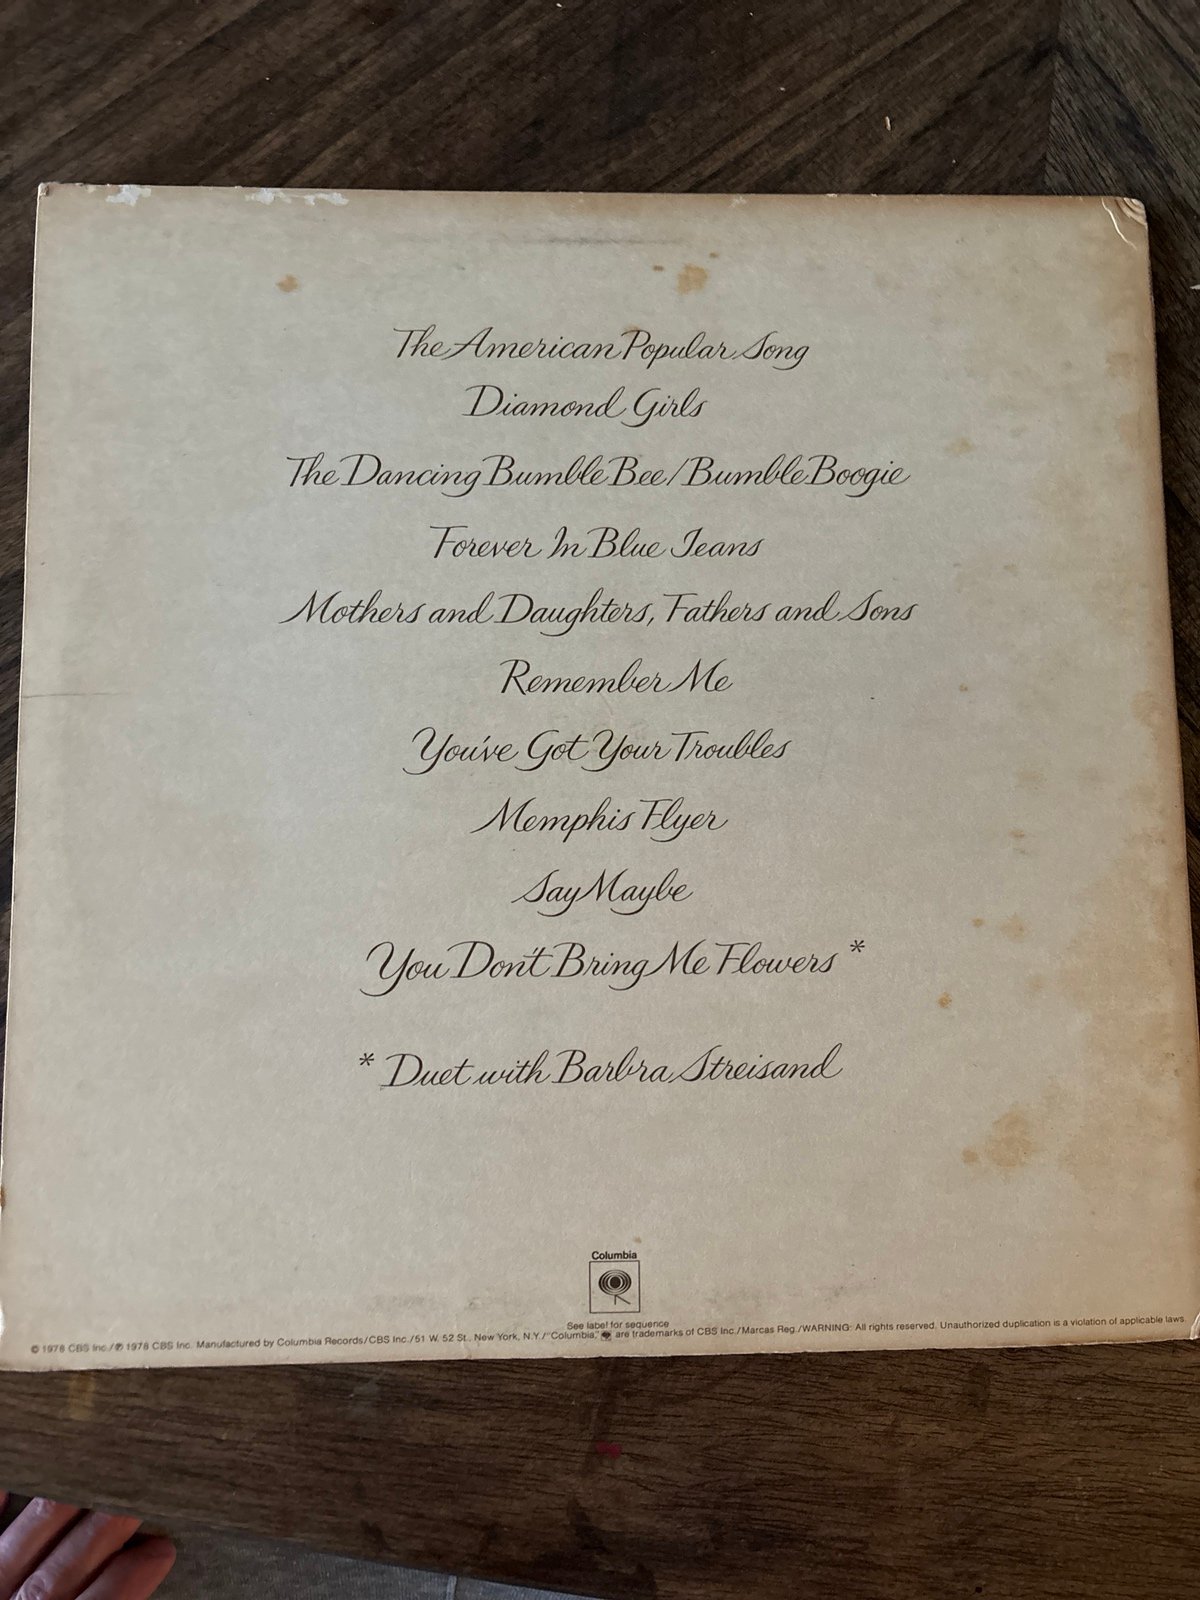 The American Popular Song
Diamond Girls
The Dancing Bumble Bee/Bumble Boogie
Forever In Blue Jeans
Mothers and Daughters, Fathers and Sons
Remember Me
You've Got Your Troubles
Memphis Flyer
Say Maybe
You Don't Bring Me Flowers *
* Duet with Barbra Streisand
Columbia
See label for sequence
© 1978 CBS Inc./℗ 1978 CBS Inc. Manufactured by Columbia Records/CBS Inc./51 W. 52 St., New York, N.Y./"Columbia," are trademarks of CBS Inc./Marcas Reg./WARNING: All rights reserved. Unauthorized duplication is a violation of applicable laws.